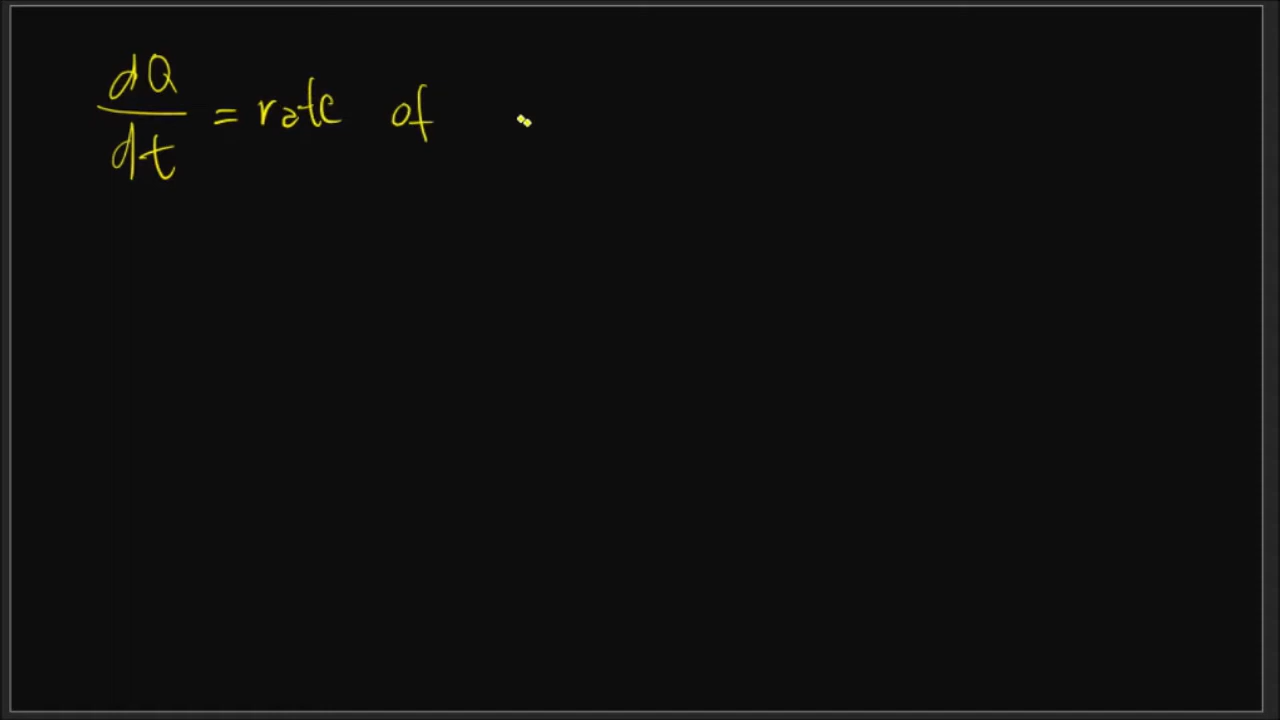 dQ/dt = rate of